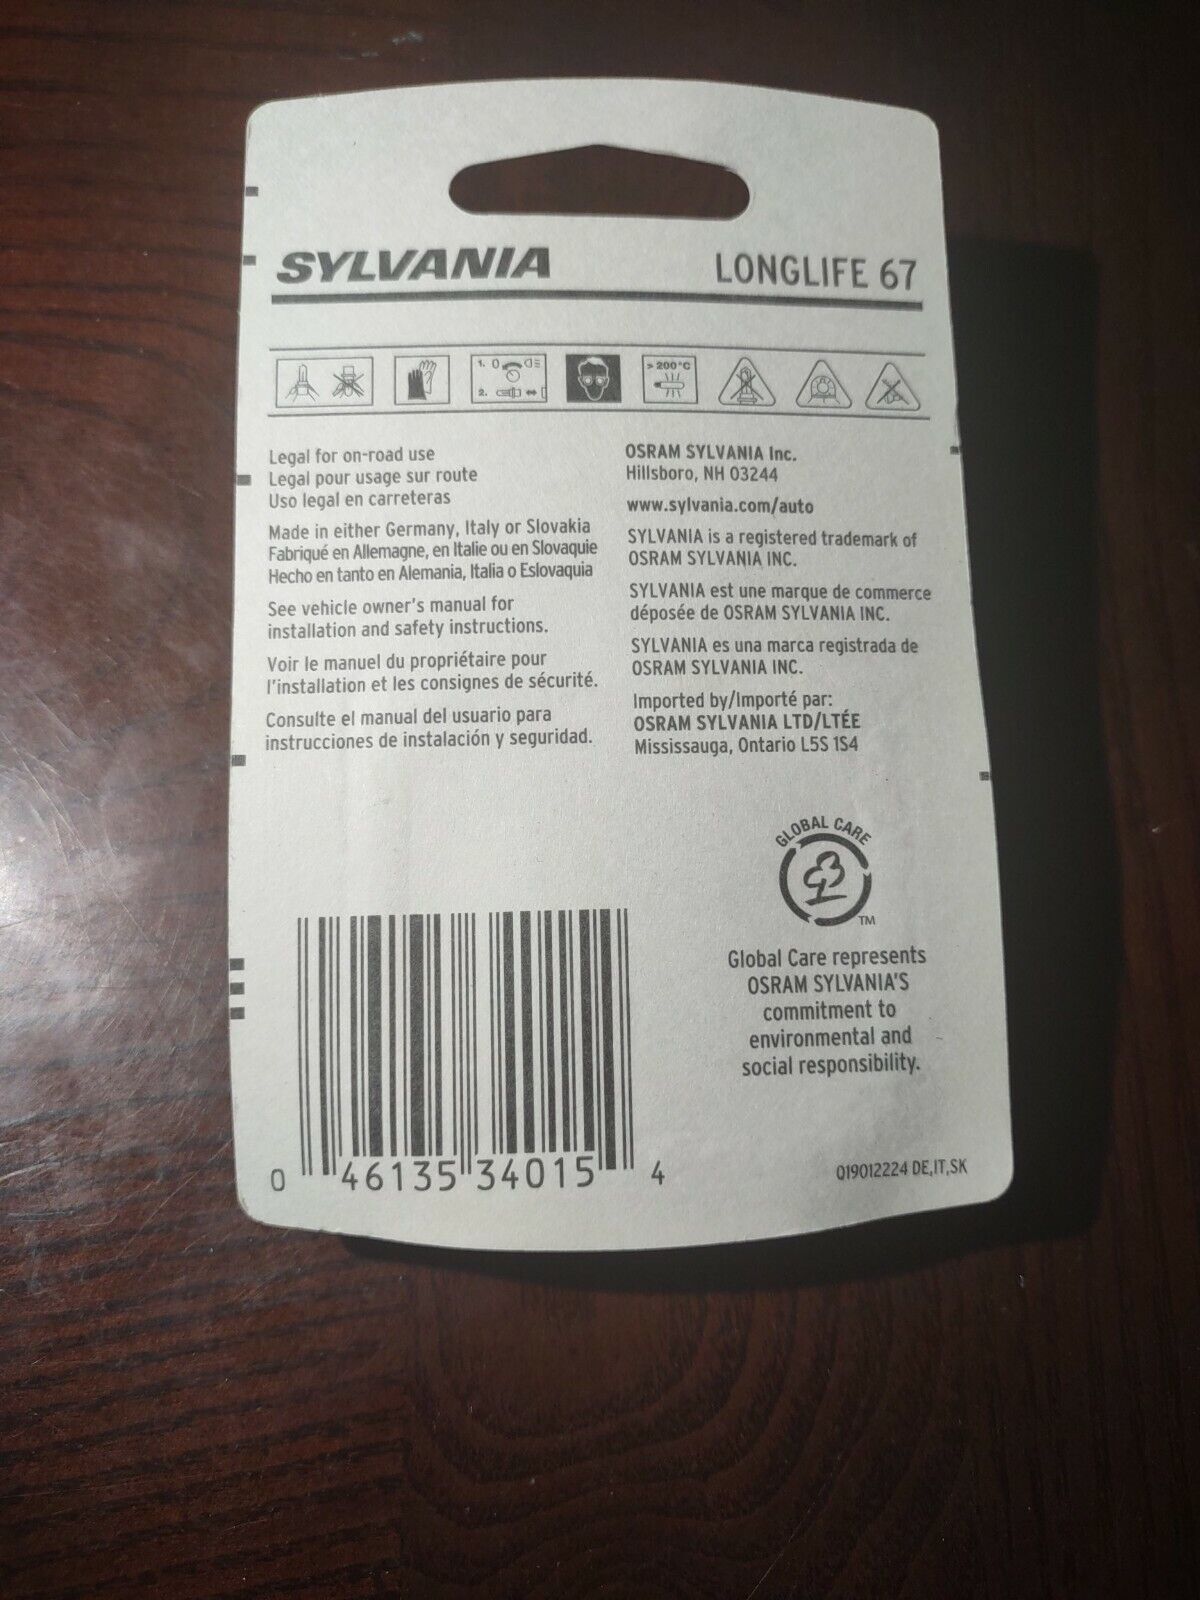 SYLVANIA LONGLIFE 67
1. 0
2.
> 200°C
Legal for on-road use
Legal pour usage sur route
Uso legal en carreteras
Made in either Germany, Italy or Slovakia
Fabriqué en Allemagne, en Italie ou en Slovaquie
Hecho en tanto en Alemania, Italia o Eslovaquia
See vehicle owner's manual for
installation and safety instructions.
Voir le manuel du propriétaire pour
l'installation et les consignes de sécurité.
Consulte el manual del usuario para
instrucciones de instalación y seguridad.
OSRAM SYLVANIA Inc.
Hillsboro, NH 03244
www.sylvania.com/auto
SYLVANIA is a registered trademark of
OSRAM SYLVANIA INC.
SYLVANIA est une marque de commerce
déposée de OSRAM SYLVANIA INC.
SYLVANIA es una marca registrada de
OSRAM SYLVANIA INC.
Imported by/Importé par:
OSRAM SYLVANIA LTD/LTÉE
Mississauga, Ontario L5S 1S4
GLOBAL CARE
TM
Global Care represents
OSRAM SYLVANIA'S
commitment to
environmental and
social responsibility.
0 46135 34015 4
019012224 DE,IT,SK